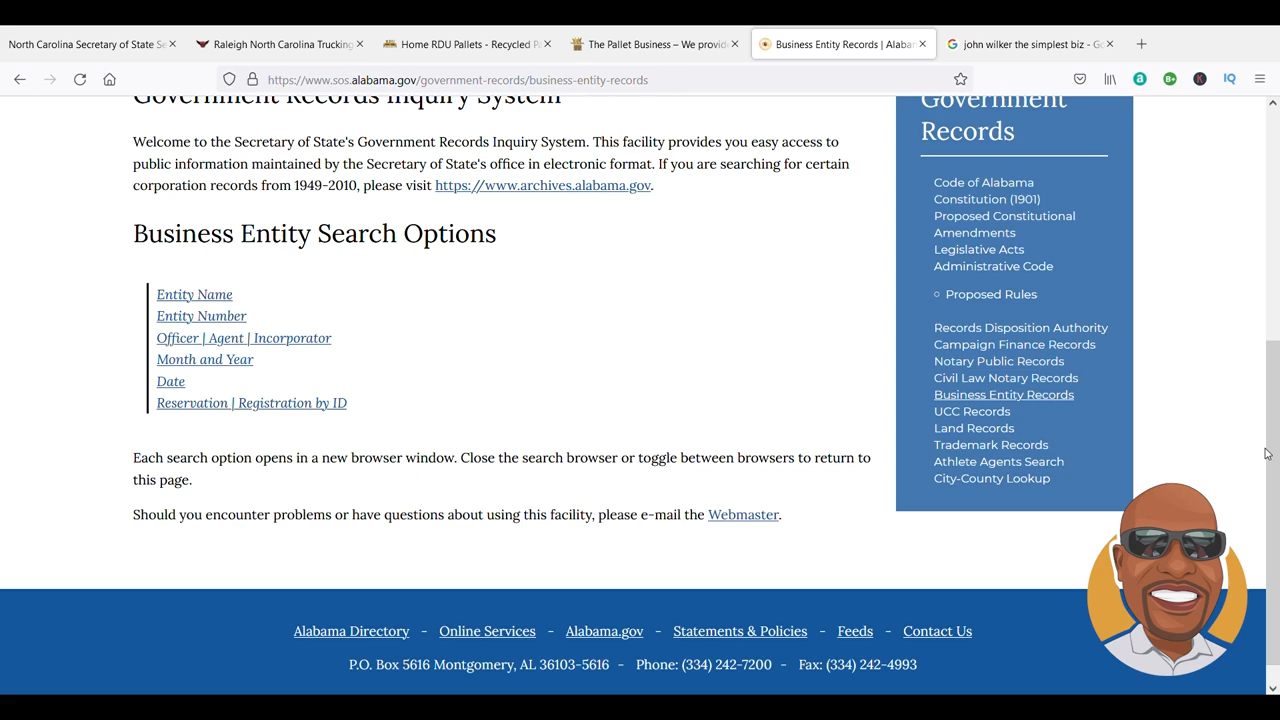 North Carolina Secretary of State Se
Raleigh North Carolina Trucking
Home RDU Pallets - Recycled P
The Pallet Business – We provid
Business Entity Records | Alabam
john wilker the simplest biz - Go
https://www.sos.alabama.gov/government-records/business-entity-records
Government Records Inquiry System
Welcome to the Secretary of State's Government Records Inquiry System. This facility provides you easy access to
public information maintained by the Secretary of State's office in electronic format. If you are searching for certain
corporation records from 1949-2010, please visit https://www.archives.alabama.gov.
Business Entity Search Options
Entity Name
Entity Number
Officer | Agent | Incorporator
Month and Year
Date
Reservation | Registration by ID
Each search option opens in a new browser window. Close the search browser or toggle between browsers to return to
this page.
Should you encounter problems or have questions about using this facility, please e-mail the Webmaster.
Government
Records
Code of Alabama
Constitution (1901)
Proposed Constitutional
Amendments
Legislative Acts
Administrative Code
Proposed Rules
Records Disposition Authority
Campaign Finance Records
Notary Public Records
Civil Law Notary Records
Business Entity Records
UCC Records
Land Records
Trademark Records
Athlete Agents Search
City-County Lookup
Alabama Directory - Online Services - Alabama.gov - Statements & Policies - Feeds - Contact Us
P.O. Box 5616 Montgomery, AL 36103-5616 - Phone: (334) 242-7200 - Fax: (334) 242-4993